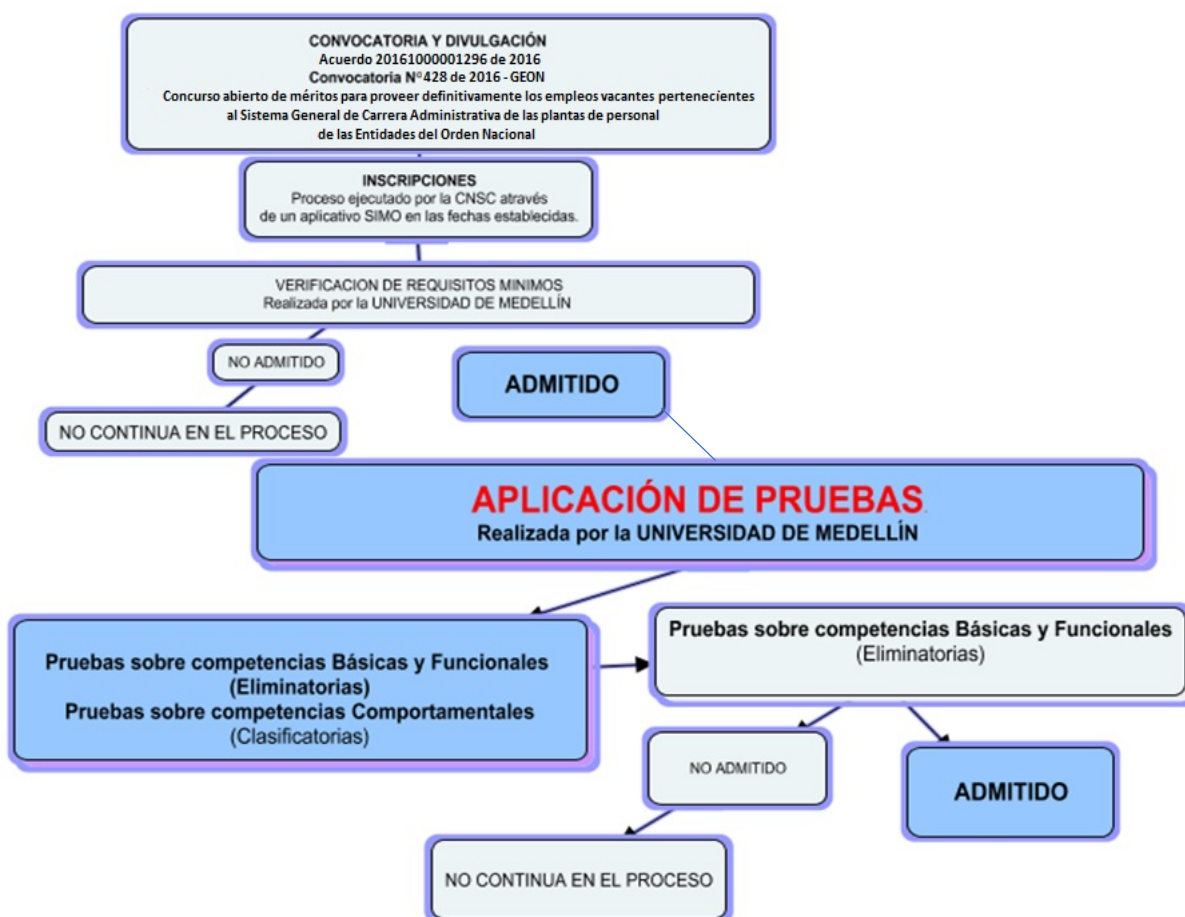 CONVOCATORIA Y DIVULGACIÓN
Acuerdo 20161000001296 de 2016
Convocatoria Nº428 de 2016 - GEON
Concurso abierto de méritos para proveer definitivamente los empleos vacantes pertenecientes
al Sistema General de Carrera Administrativa de las plantas de personal
de las Entidades del Orden Nacional
INSCRIPCIONES
Proceso ejecutado por la CNSC através
de un aplicativo SIMO en las fechas establecidas.
VERIFICACION DE REQUISITOS MINIMOS
Realizada por la UNIVERSIDAD DE MEDELLÍN
NO ADMITIDO
ADMITIDO
NO CONTINUA EN EL PROCESO
APLICACIÓN DE PRUEBAS.
Realizada por la UNIVERSIDAD DE MEDELLÍN
Pruebas sobre competencias Básicas y Funcionales
(Eliminatorias)
Pruebas sobre competencias Comportamentales
(Clasificatorias)
Pruebas sobre competencias Básicas y Funcionales
(Eliminatorias)
NO ADMITIDO
ADMITIDO
NO CONTINUA EN EL PROCESO